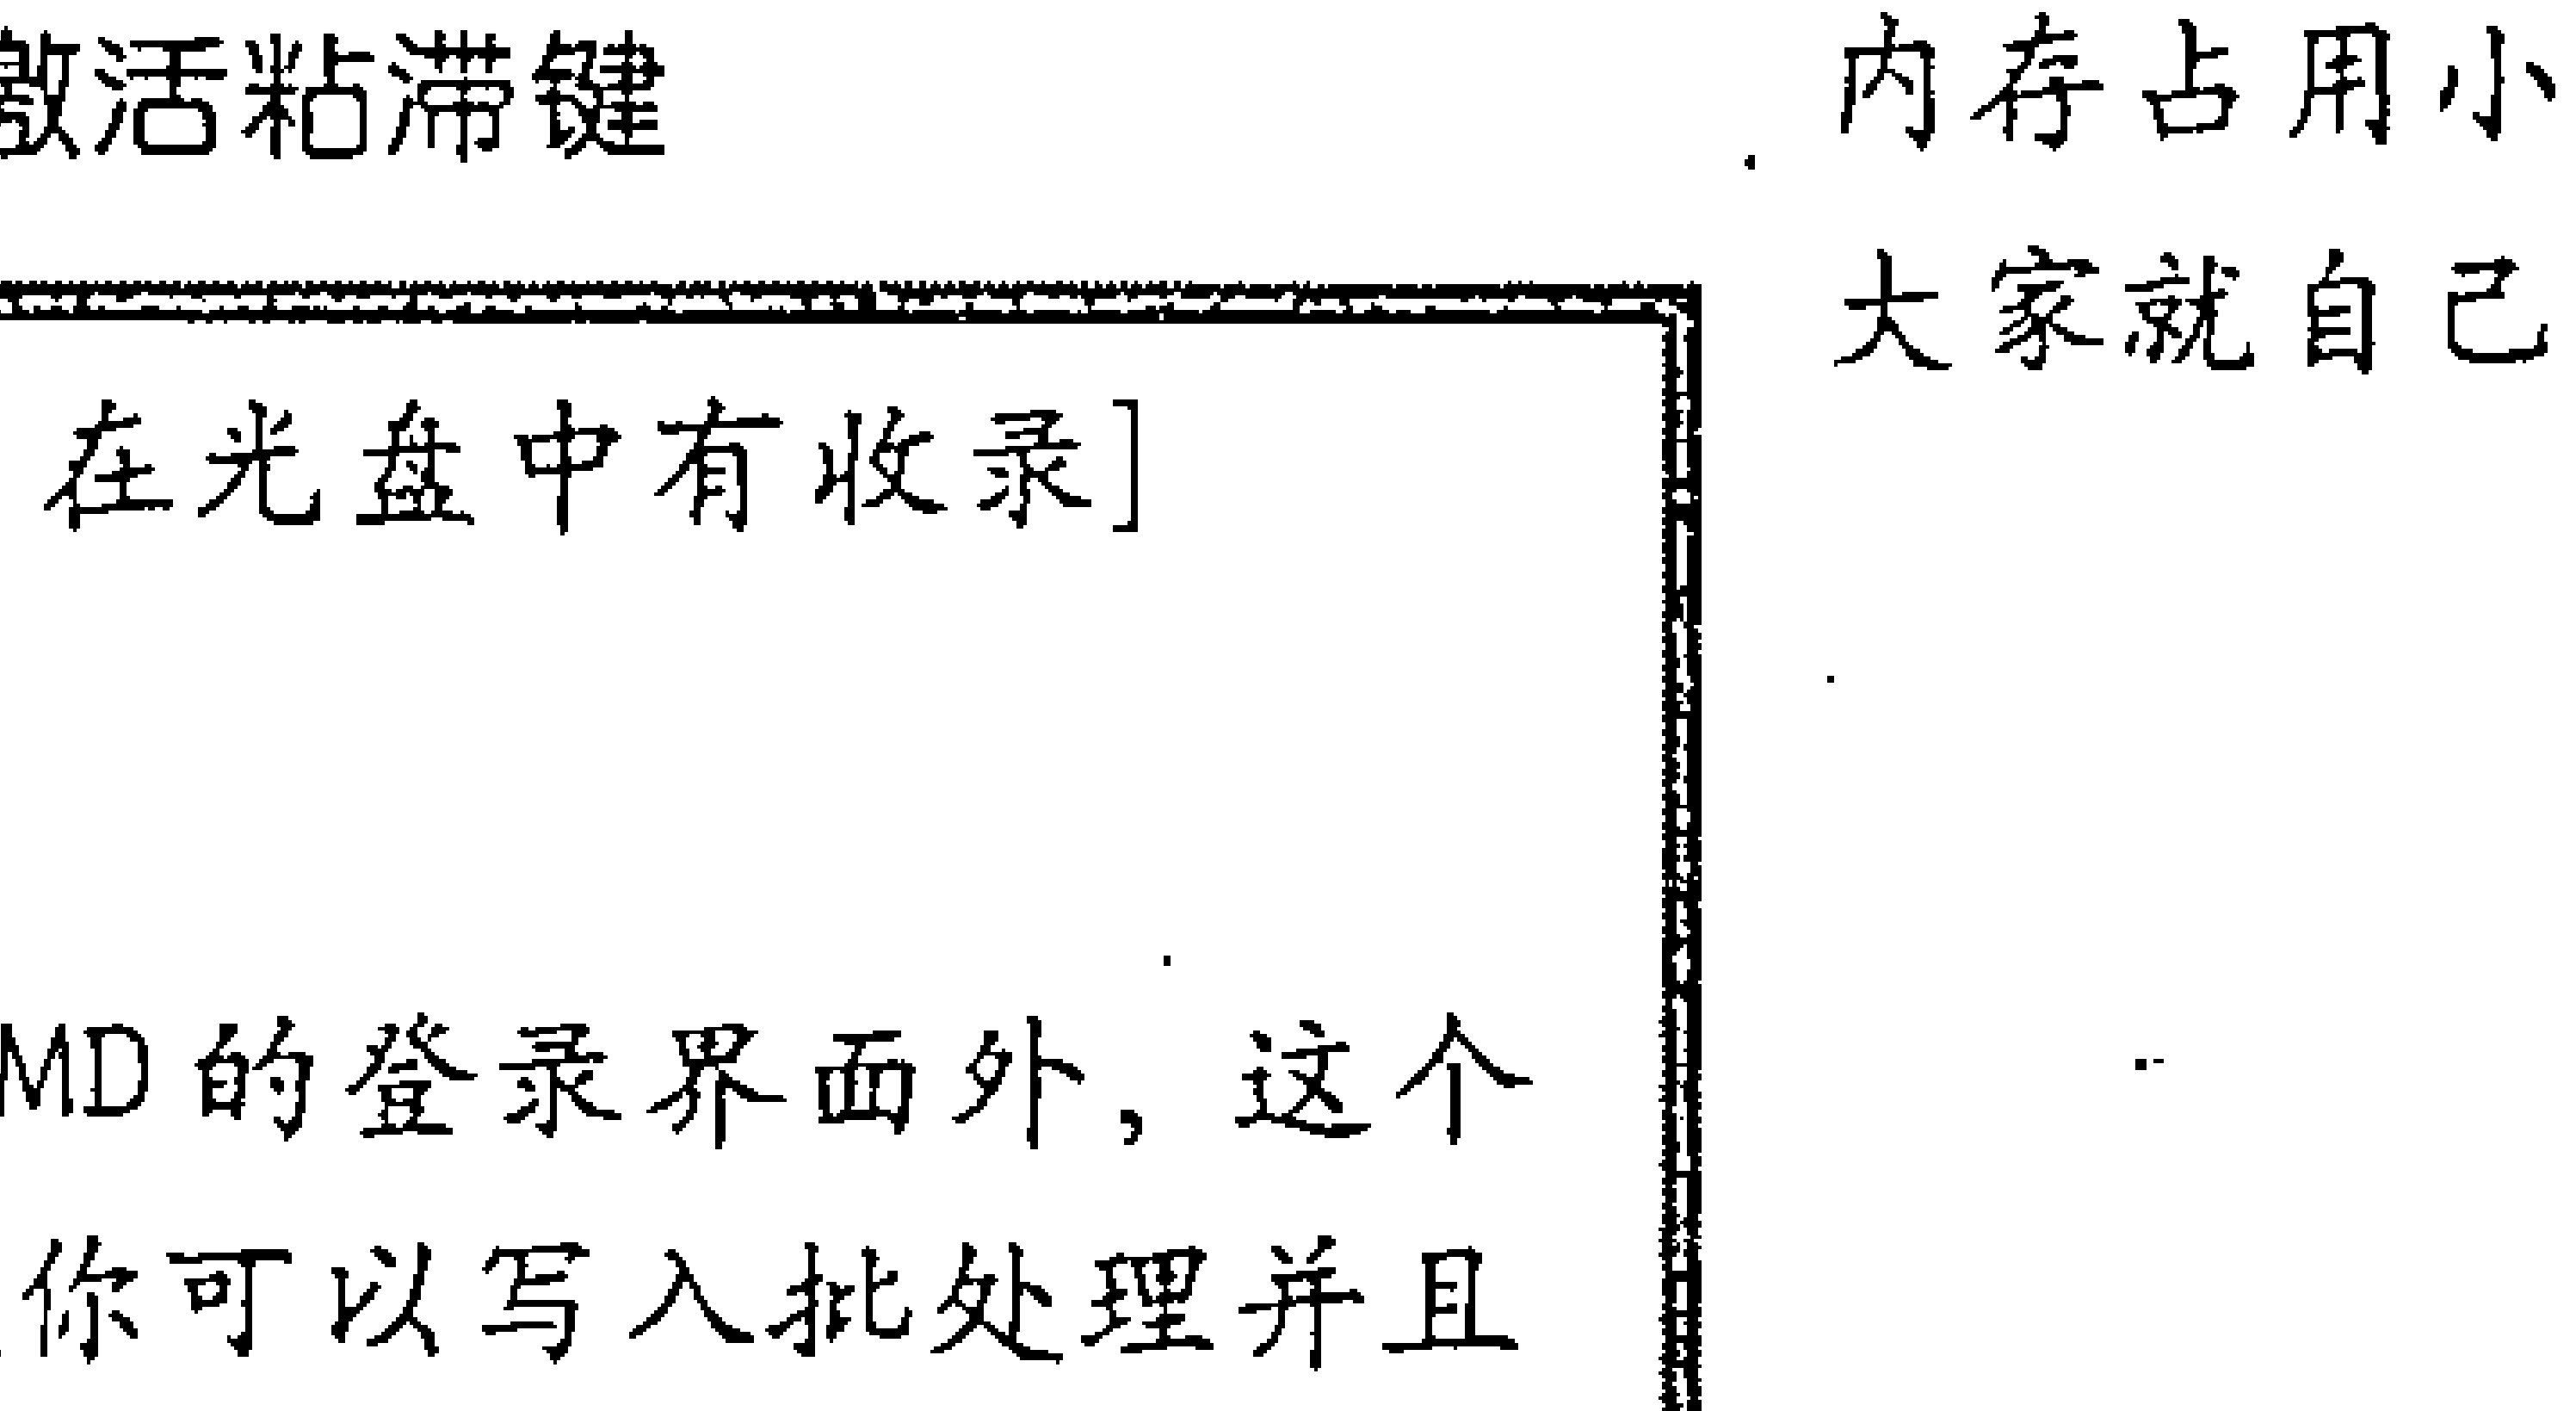 激活粘滞键
在光盘中有收录]
MD的登录界面外,这个
你可以写入批处理并且
内存占用小
大家就自己